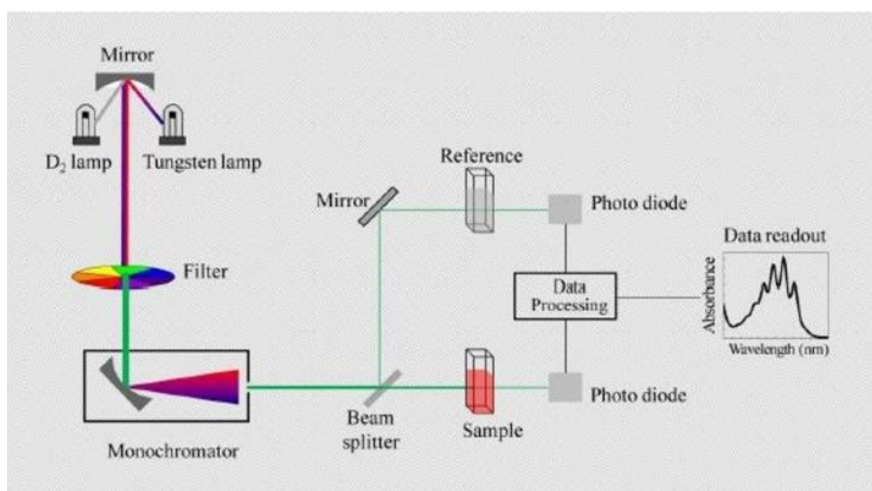 Mirror
D₂ lamp
Tungsten lamp
Filter
Monochromator
Mirror
Reference
Photo diode
Beam
splitter
Sample
Photo diode
Data
Processing
Data readout
Absorbance
Wavelength (nm)